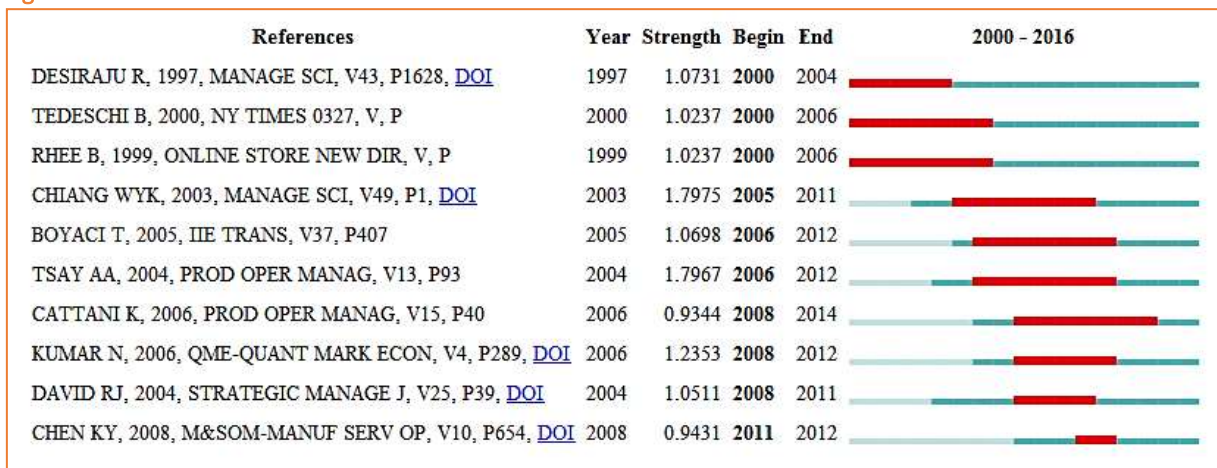 References Year Strength Begin End 2000 - 2016
DESIRAJU R, 1997, MANAGE SCI, V43, P1628, DOI 1997 1.0731 2000 2004
TEDESCHI B, 2000, NY TIMES 0327, V, P 2000 1.0237 2000 2006
RHEE B, 1999, ONLINE STORE NEW DIR, V, P 1999 1.0237 2000 2006
CHIANG WYK, 2003, MANAGE SCI, V49, P1, DOI 2003 1.7975 2005 2011
BOYACI T, 2005, IIE TRANS, V37, P407 2005 1.0698 2006 2012
TSAY AA, 2004, PROD OPER MANAG, V13, P93 2004 1.7967 2006 2012
CATTANI K, 2006, PROD OPER MANAG, V15, P40 2006 0.9344 2008 2014
KUMAR N, 2006, QME-QUANT MARK ECON, V4, P289, DOI 2006 1.2353 2008 2012
DAVID RJ, 2004, STRATEGIC MANAGE J, V25, P39, DOI 2004 1.0511 2008 2011
CHEN KY, 2008, M&SOM-MANUF SERV OP, V10, P654, DOI 2008 0.9431 2011 2012